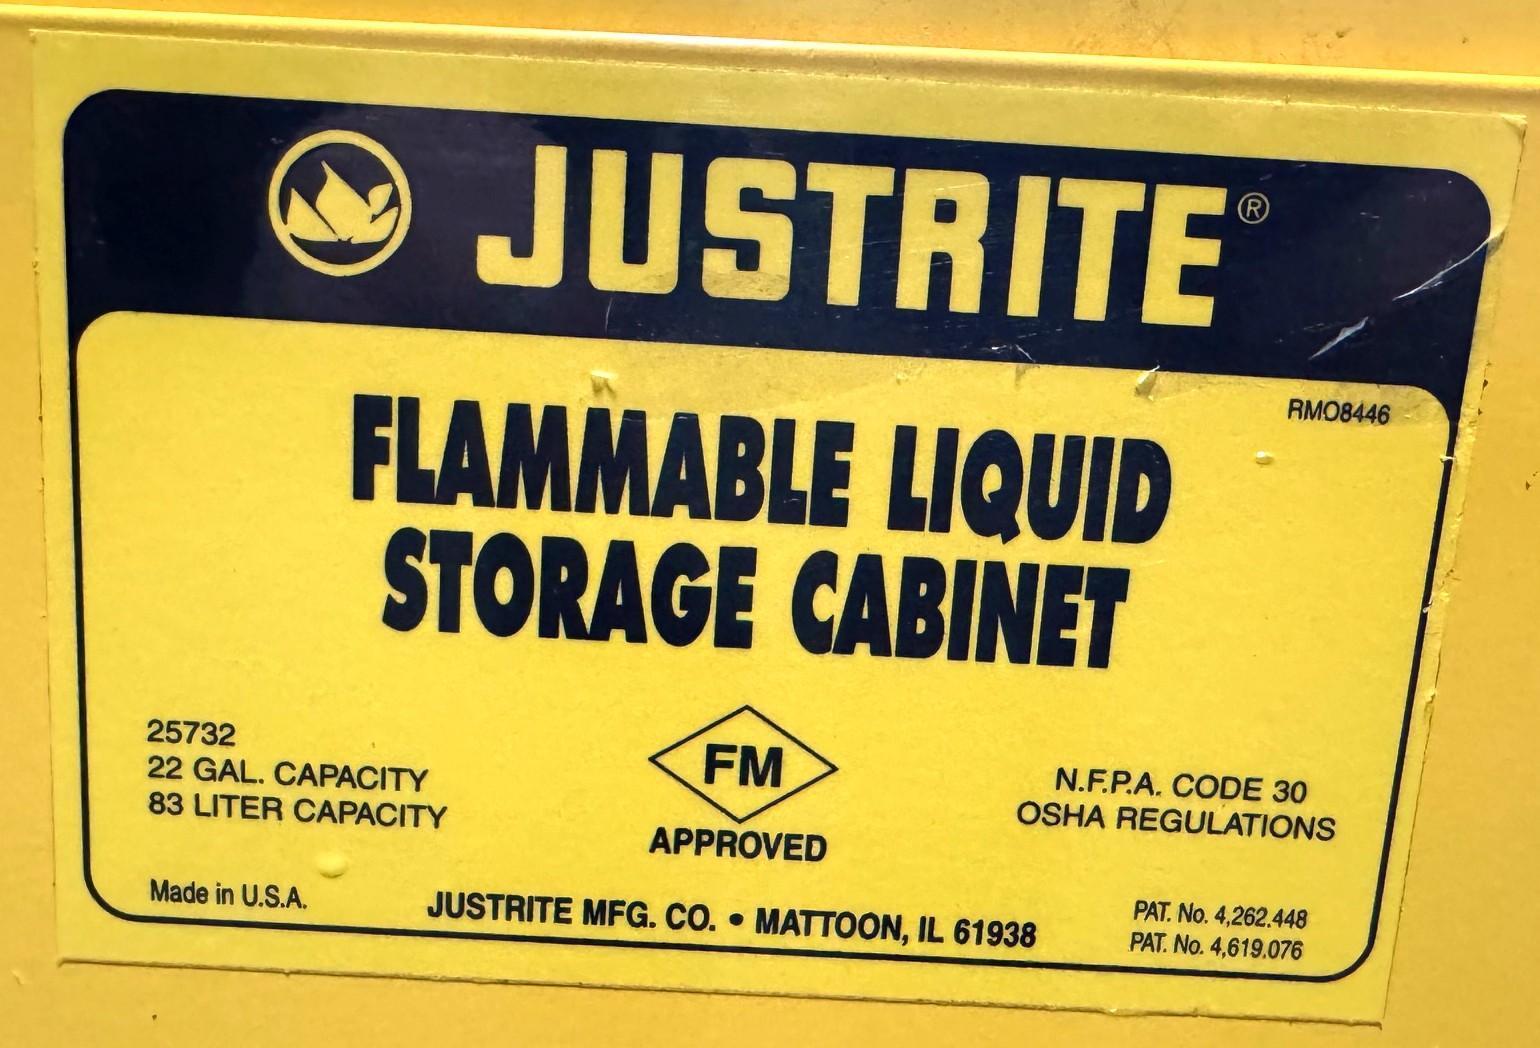 JUSTRITE®
RMO8446
FLAMMABLE LIQUID
STORAGE CABINET
25732
22 GAL. CAPACITY
83 LITER CAPACITY
FM
APPROVED
N.F.P.A. CODE 30
OSHA REGULATIONS
Made in U.S.A.
JUSTRITE MFG. CO. • MATTOON, IL 61938
PAT. No. 4,262.448
PAT. No. 4,619.076